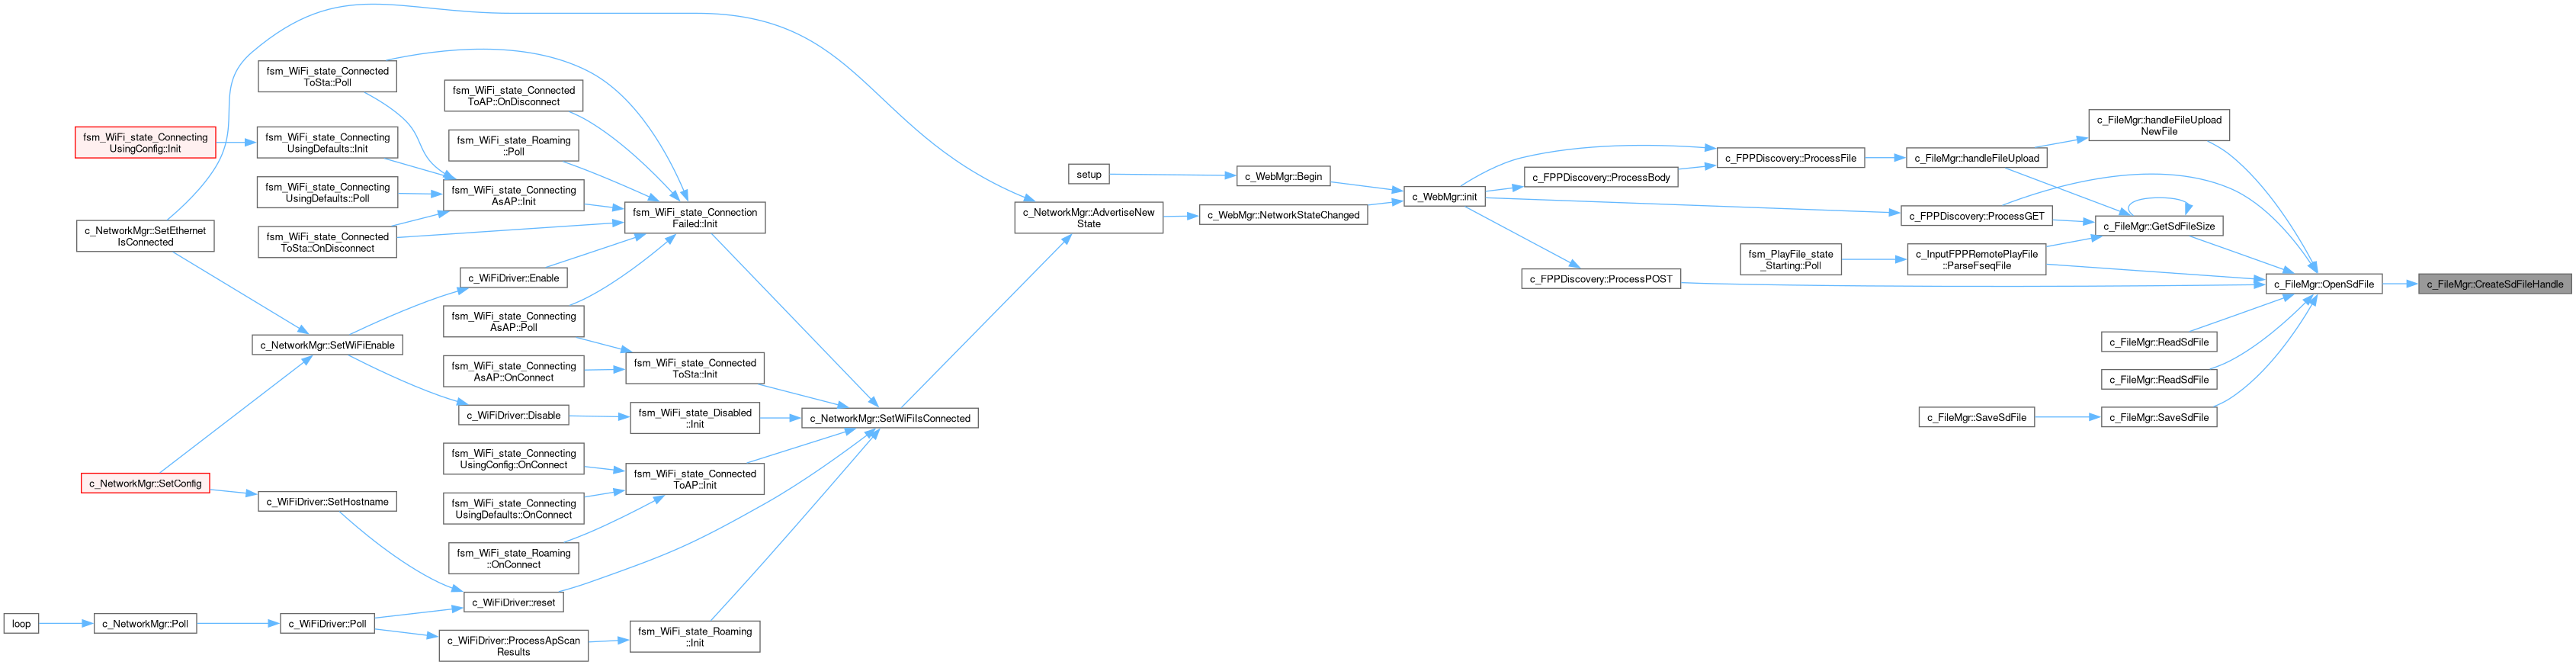 fsm_WiFi_state_Connected
ToSta::Poll
fsm_WiFi_state_Connected
ToAP::OnDisconnect
fsm_WiFi_state_Connecting
UsingConfig::Init
fsm_WiFi_state_Connecting
UsingDefaults::Init
fsm_WiFi_state_Roaming
::Poll
fsm_WiFi_state_Connecting
UsingDefaults::Poll
fsm_WiFi_state_Connecting
AsAP::Init
c_NetworkMgr::SetEthernet
IsConnected
fsm_WiFi_state_Connected
ToSta::OnDisconnect
fsm_WiFi_state_Connection
Failed::Init
c_WiFiDriver::Enable
fsm_WiFi_state_Connecting
AsAP::Poll
c_NetworkMgr::SetWiFiEnable
fsm_WiFi_state_Connecting
AsAP::OnConnect
fsm_WiFi_state_Connected
ToSta::Init
c_WiFiDriver::Disable
fsm_WiFi_state_Disabled
::Init
c_NetworkMgr::SetWiFiIsConnected
fsm_WiFi_state_Connecting
UsingConfig::OnConnect
c_NetworkMgr::SetConfig
c_WiFiDriver::SetHostname
fsm_WiFi_state_Connecting
UsingDefaults::OnConnect
fsm_WiFi_state_Connected
ToAP::Init
fsm_WiFi_state_Roaming
::OnConnect
c_WiFiDriver::reset
loop
c_NetworkMgr::Poll
c_WiFiDriver::Poll
c_WiFiDriver::ProcessApScan
Results
fsm_WiFi_state_Roaming
::Init
setup
c_NetworkMgr::AdvertiseNew
State
c_WebMgr::Begin
c_WebMgr::NetworkStateChanged
c_WebMgr::init
c_FPPDiscovery::ProcessFile
c_FPPDiscovery::ProcessBody
c_FPPDiscovery::ProcessPOST
c_FileMgr::handleFileUpload
NewFile
c_FileMgr::handleFileUpload
c_FPPDiscovery::ProcessGET
c_FileMgr::GetSdFileSize
fsm_PlayFile_state
_Starting::Poll
c_InputFPPRemotePlayFile
::ParseFseqFile
c_FileMgr::OpenSdFile
c_FileMgr::CreateSdFileHandle
c_FileMgr::ReadSdFile
c_FileMgr::ReadSdFile
c_FileMgr::SaveSdFile
c_FileMgr::SaveSdFile